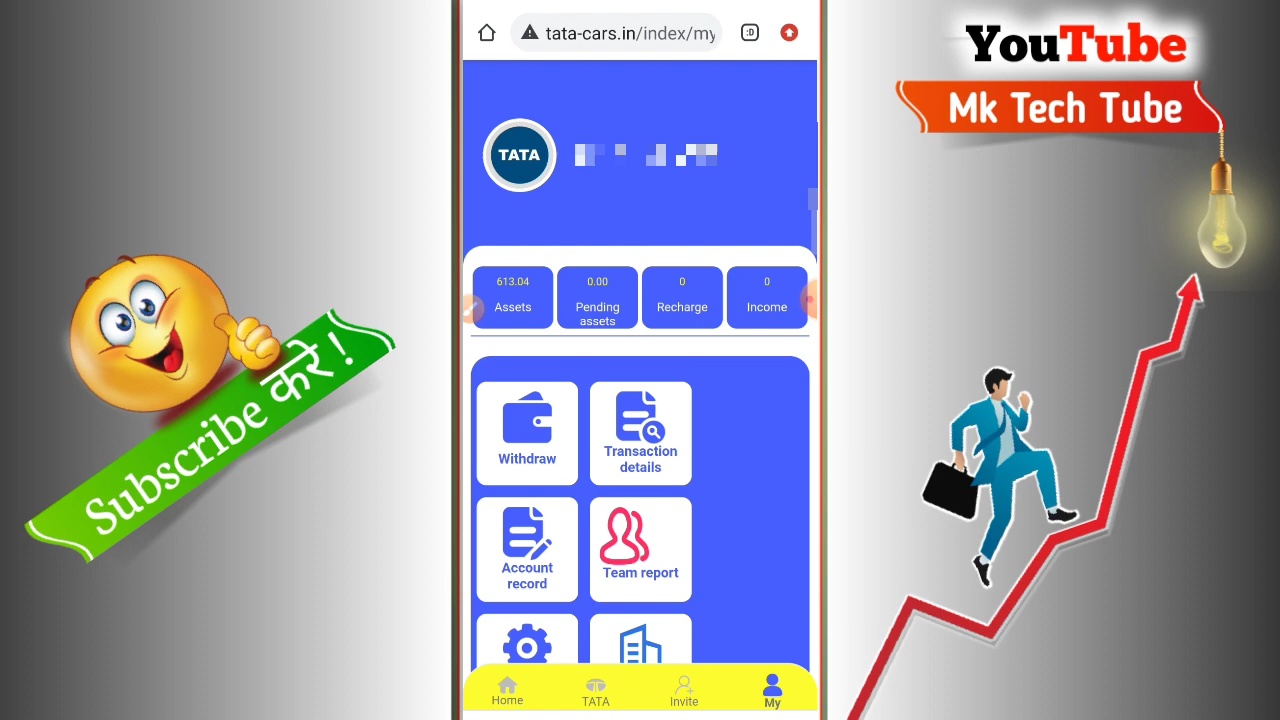 tata-cars.in/index/my
:D
YouTube
Mk Tech Tube
TATA
613.04
Assets
0.00
Pending
assets
0
Recharge
0
Income
Subscribe करे !
Withdraw
Transaction
details
Account
record
Team report
Home
TATA
Invite
My